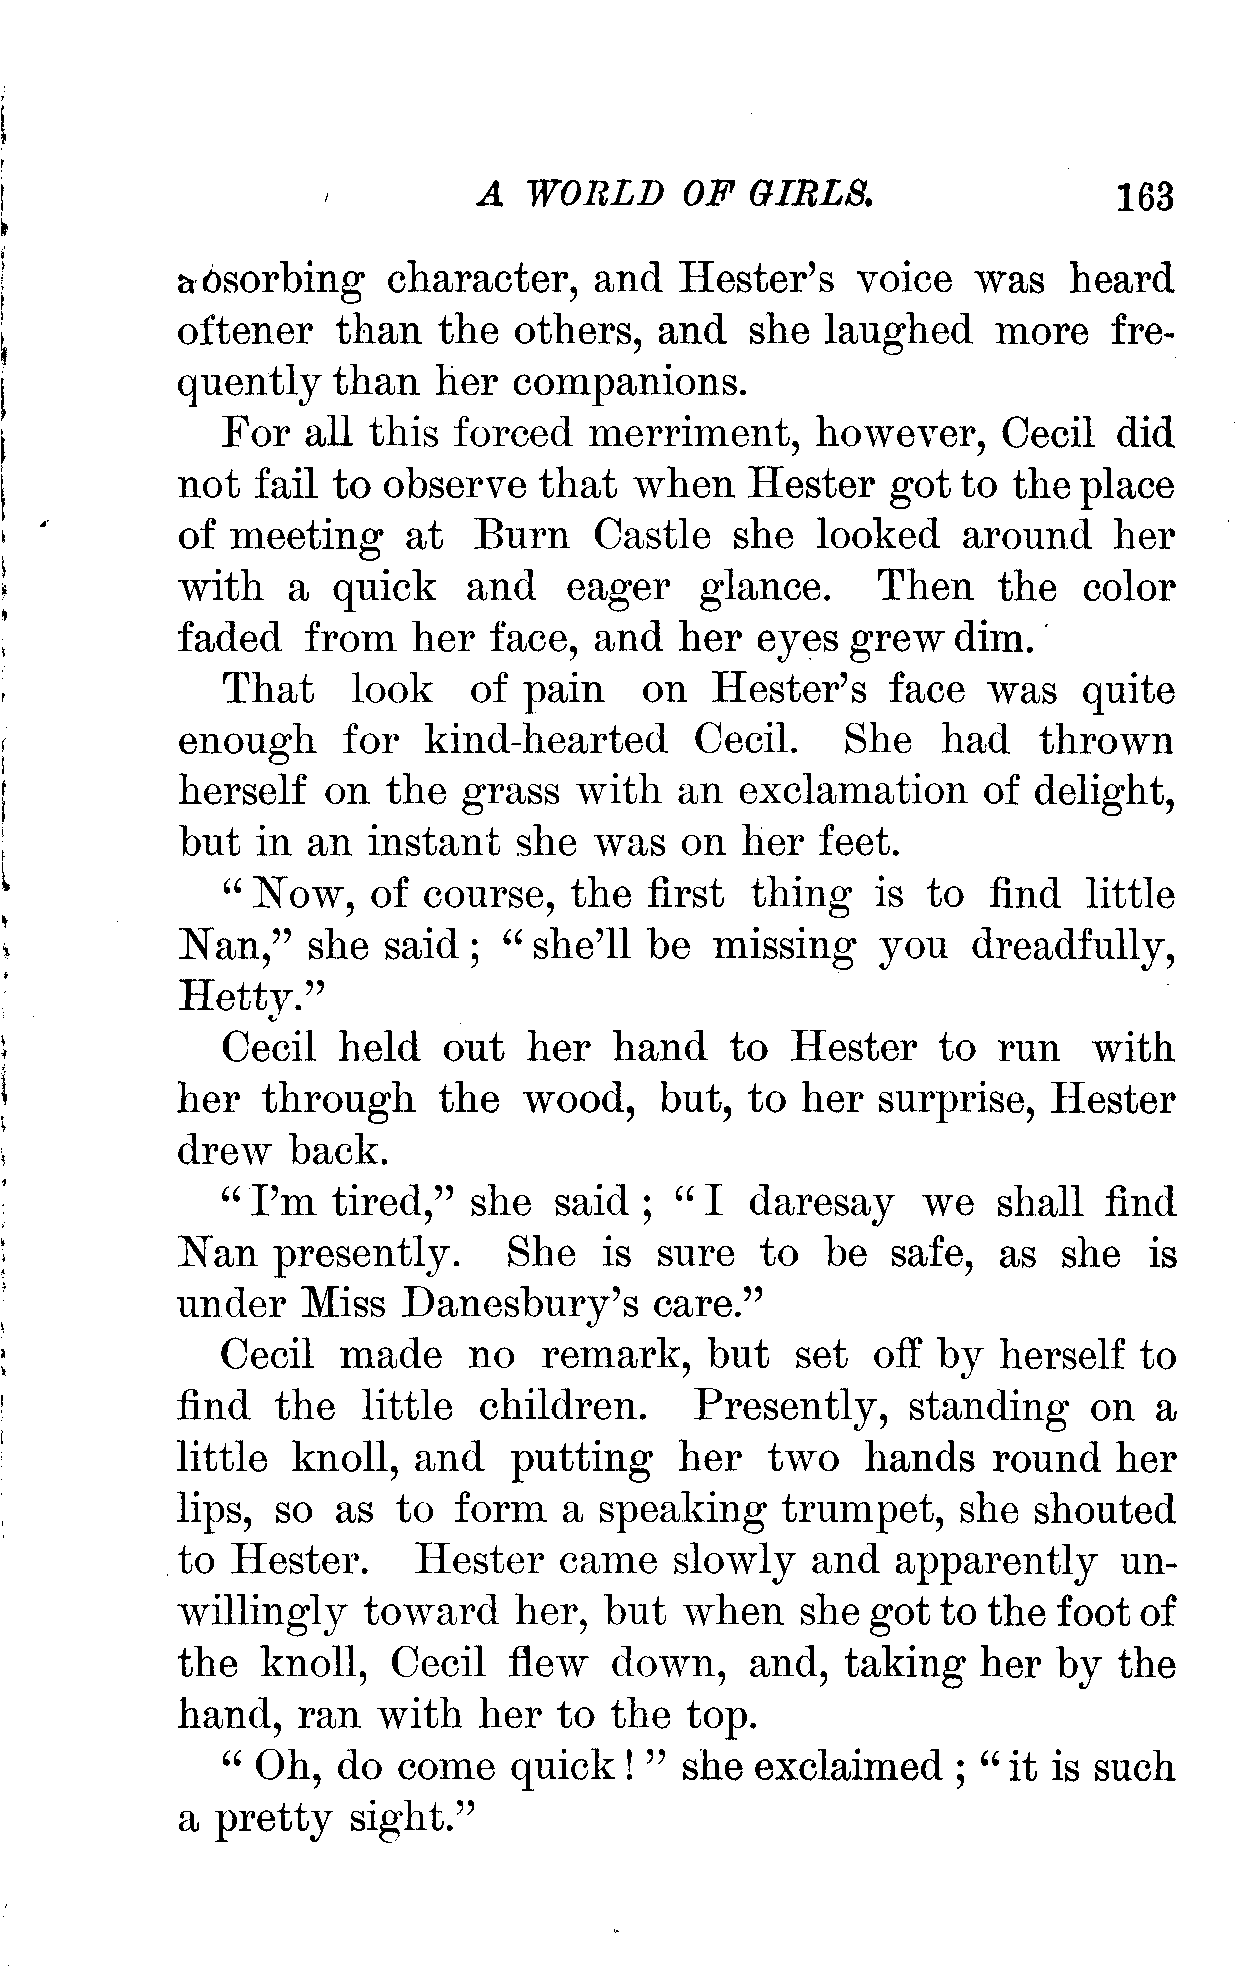 A WORLD OF GIRLS. 163
absorbing character, and Hester's voice was heard
oftener than the others, and she laughed more fre-
quently than her companions.
For all this forced merriment, however, Cecil did
not fail to observe that when Hester got to the place
of meeting at Burn Castle she looked around her
with a quick and eager glance. Then the color
faded from her face, and her eyes grew dim.
That look of pain on Hester's face was quite
enough for kind-hearted Cecil. She had thrown
herself on the grass with an exclamation of delight,
but in an instant she was on her feet.
“Now, of course, the first thing is to find little
Nan,” she said; “she'll be missing you dreadfully,
Hetty.”
Cecil held out her hand to Hester to run with
her through the wood, but, to her surprise, Hester
drew back.
“I'm tired,” she said; “I daresay we shall find
Nan presently. She is sure to be safe, as she is
under Miss Danesbury's care.”
Cecil made no remark, but set off by herself to
find the little children. Presently, standing on a
little knoll, and putting her two hands round her
lips, so as to form a speaking trumpet, she shouted
to Hester. Hester came slowly and apparently un-
willingly toward her, but when she got to the foot of
the knoll, Cecil flew down, and, taking her by the
hand, ran with her to the top.
“Oh, do come quick!” she exclaimed; “it is such
a pretty sight.”